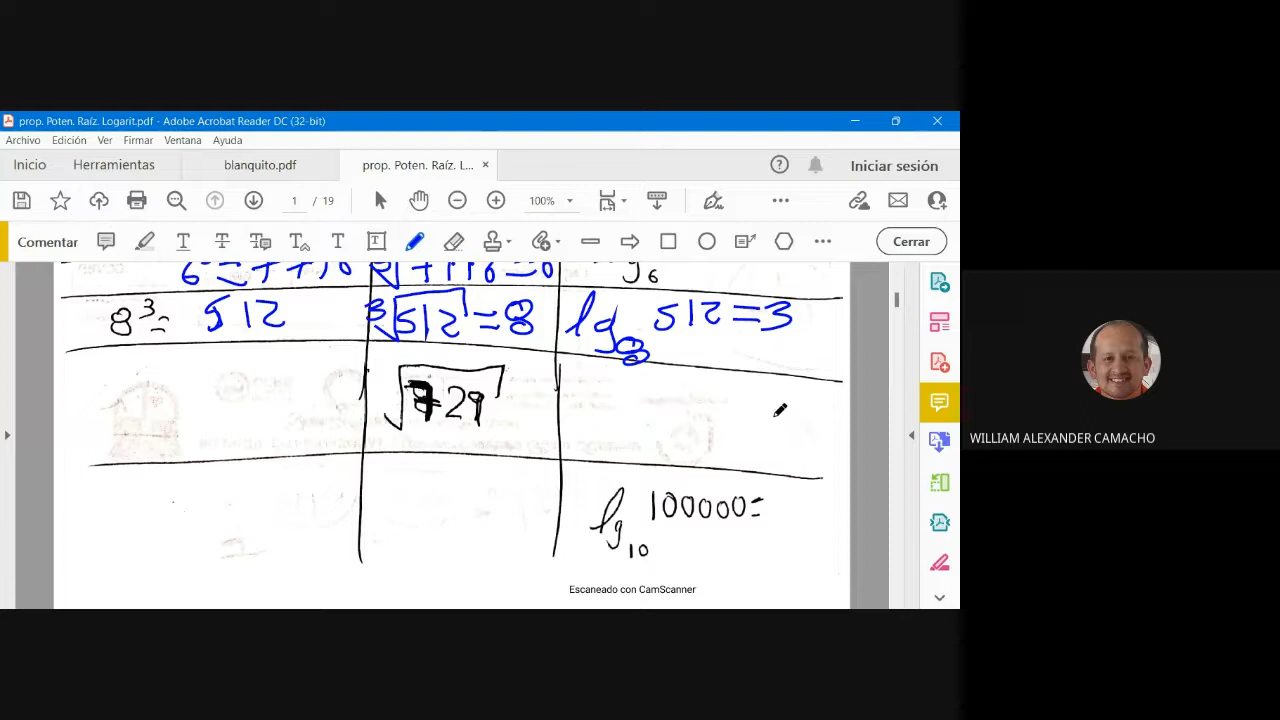 prop. Poten. Raíz. Logarit.pdf - Adobe Acrobat Reader DC (32-bit)
Archivo Edición Ver Firmar Ventana Ayuda
Inicio Herramientas blanquito.pdf prop. Poten. Raíz. L... × Iniciar sesión
1 / 19 100%
Comentar Cerrar
8³= 512 ³√512 = 8 lg₈ 512 = 3
√729
WILLIAM ALEXANDER CAMACHO
lg₁₀ 100000=
Escaneado con CamScanner